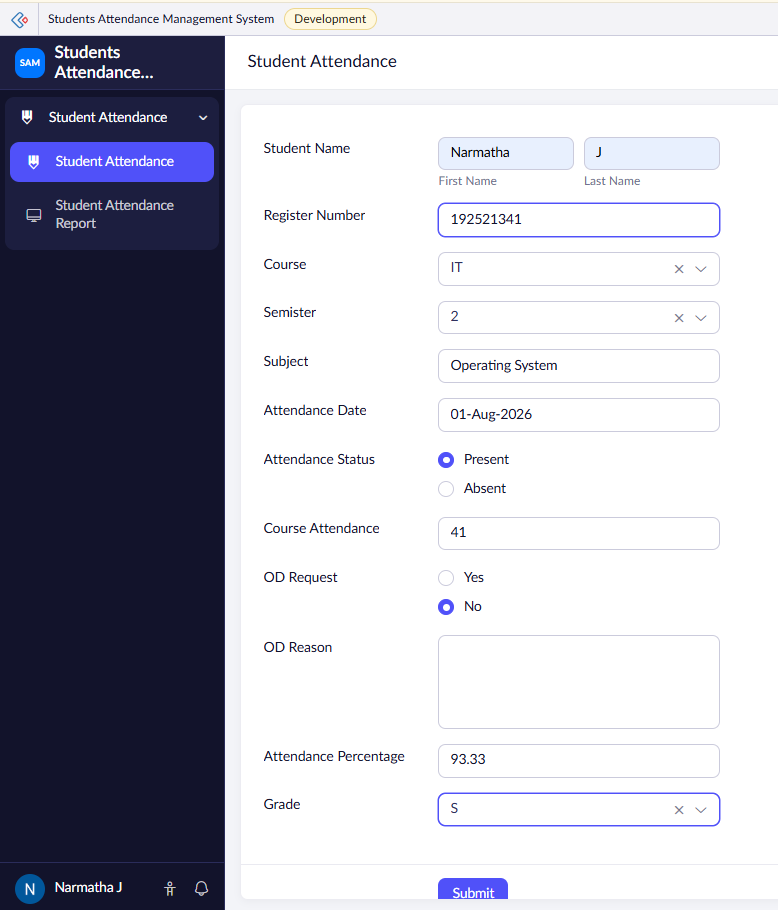 Students Attendance Management System Development
SAM
Students
Attendance...
Student Attendance
Student Attendance
Student Attendance
Report
Narmatha J
N
Student Attendance
Student Name
Narmatha J
First Name Last Name
Register Number 192521341
Course IT
Semister 2
Subject Operating System
Attendance Date 01-Aug-2026
Attendance Status Present
Absent
Course Attendance 41
OD Request Yes
No
OD Reason
Attendance Percentage 93.33
Grade S
Submit